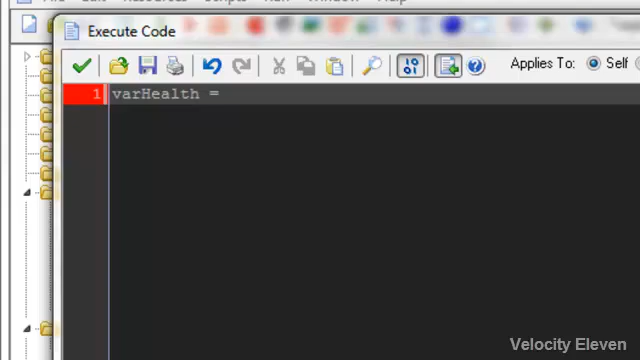 Execute Code
Applies To: Self
1 varHealth =
Velocity Eleven